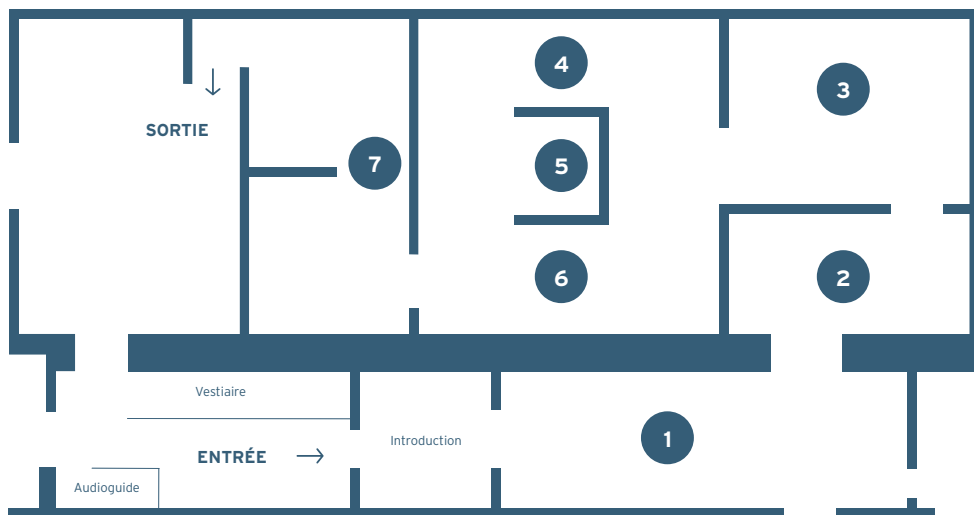 4
3
SORTIE
7
5
6
2
Vestiaire
1
Introduction
ENTRÉE
Audioguide